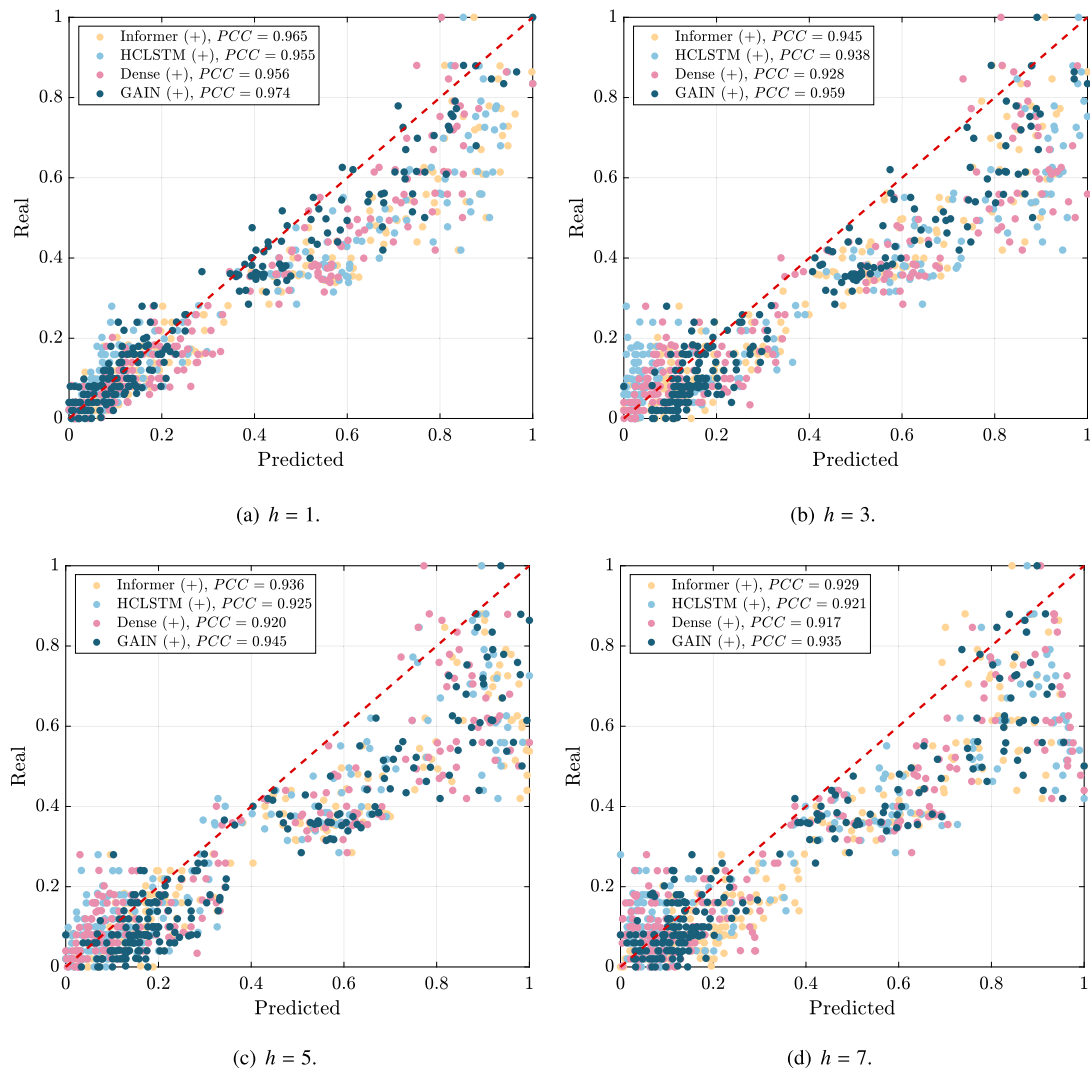 Informer (+), PCC = 0.965
HCLSTM (+), PCC = 0.955
Dense (+), PCC = 0.956
GAIN (+), PCC = 0.974
1
0.8
0.6
0.4
0.2
0
Real
0 0.2 0.4 0.6 0.8 1
Predicted
(a) h = 1.
Informer (+), PCC = 0.945
HCLSTM (+), PCC = 0.938
Dense (+), PCC = 0.928
GAIN (+), PCC = 0.959
1
0.8
0.6
0.4
0.2
0
Real
0 0.2 0.4 0.6 0.8 1
Predicted
(b) h = 3.
Informer (+), PCC = 0.936
HCLSTM (+), PCC = 0.925
Dense (+), PCC = 0.920
GAIN (+), PCC = 0.945
1
0.8
0.6
0.4
0.2
0
Real
0 0.2 0.4 0.6 0.8 1
Predicted
(c) h = 5.
Informer (+), PCC = 0.929
HCLSTM (+), PCC = 0.921
Dense (+), PCC = 0.917
GAIN (+), PCC = 0.935
1
0.8
0.6
0.4
0.2
0
Real
0 0.2 0.4 0.6 0.8 1
Predicted
(d) h = 7.